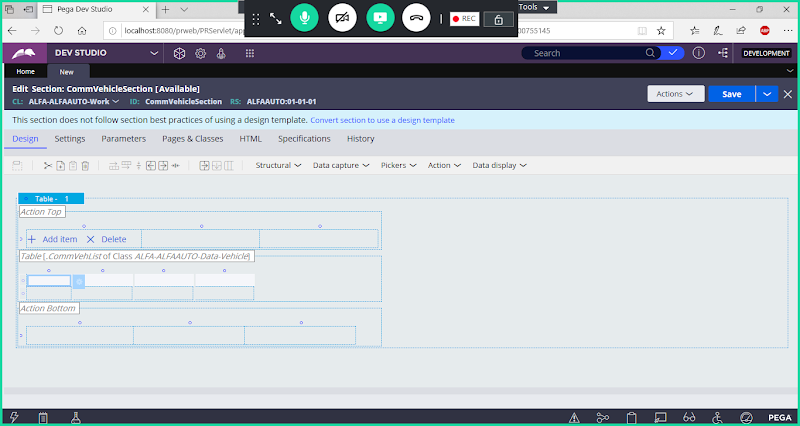 Pega Dev Studio
Tools
REC
localhost:8080/prweb/PRServlet/app
00755145
ABP
DEV STUDIO
Search
DEVELOPMENT
Home
New
Edit Section: CommVehicleSection [Available]
CL: ALFA-ALFAAUTO-Work ID: CommVehicleSection RS: ALFAAUTO:01-01-01
Actions
Save
This section does not follow section best practices of using a design template. Convert section to use a design template
Design Settings Parameters Pages & Classes HTML Specifications History
Structural Data capture Pickers Action Data display
Table - 1
Action Top
Add item Delete
Table [.CommVehList of Class ALFA-ALFAAUTO-Data-Vehicle]
Action Bottom
PEGA